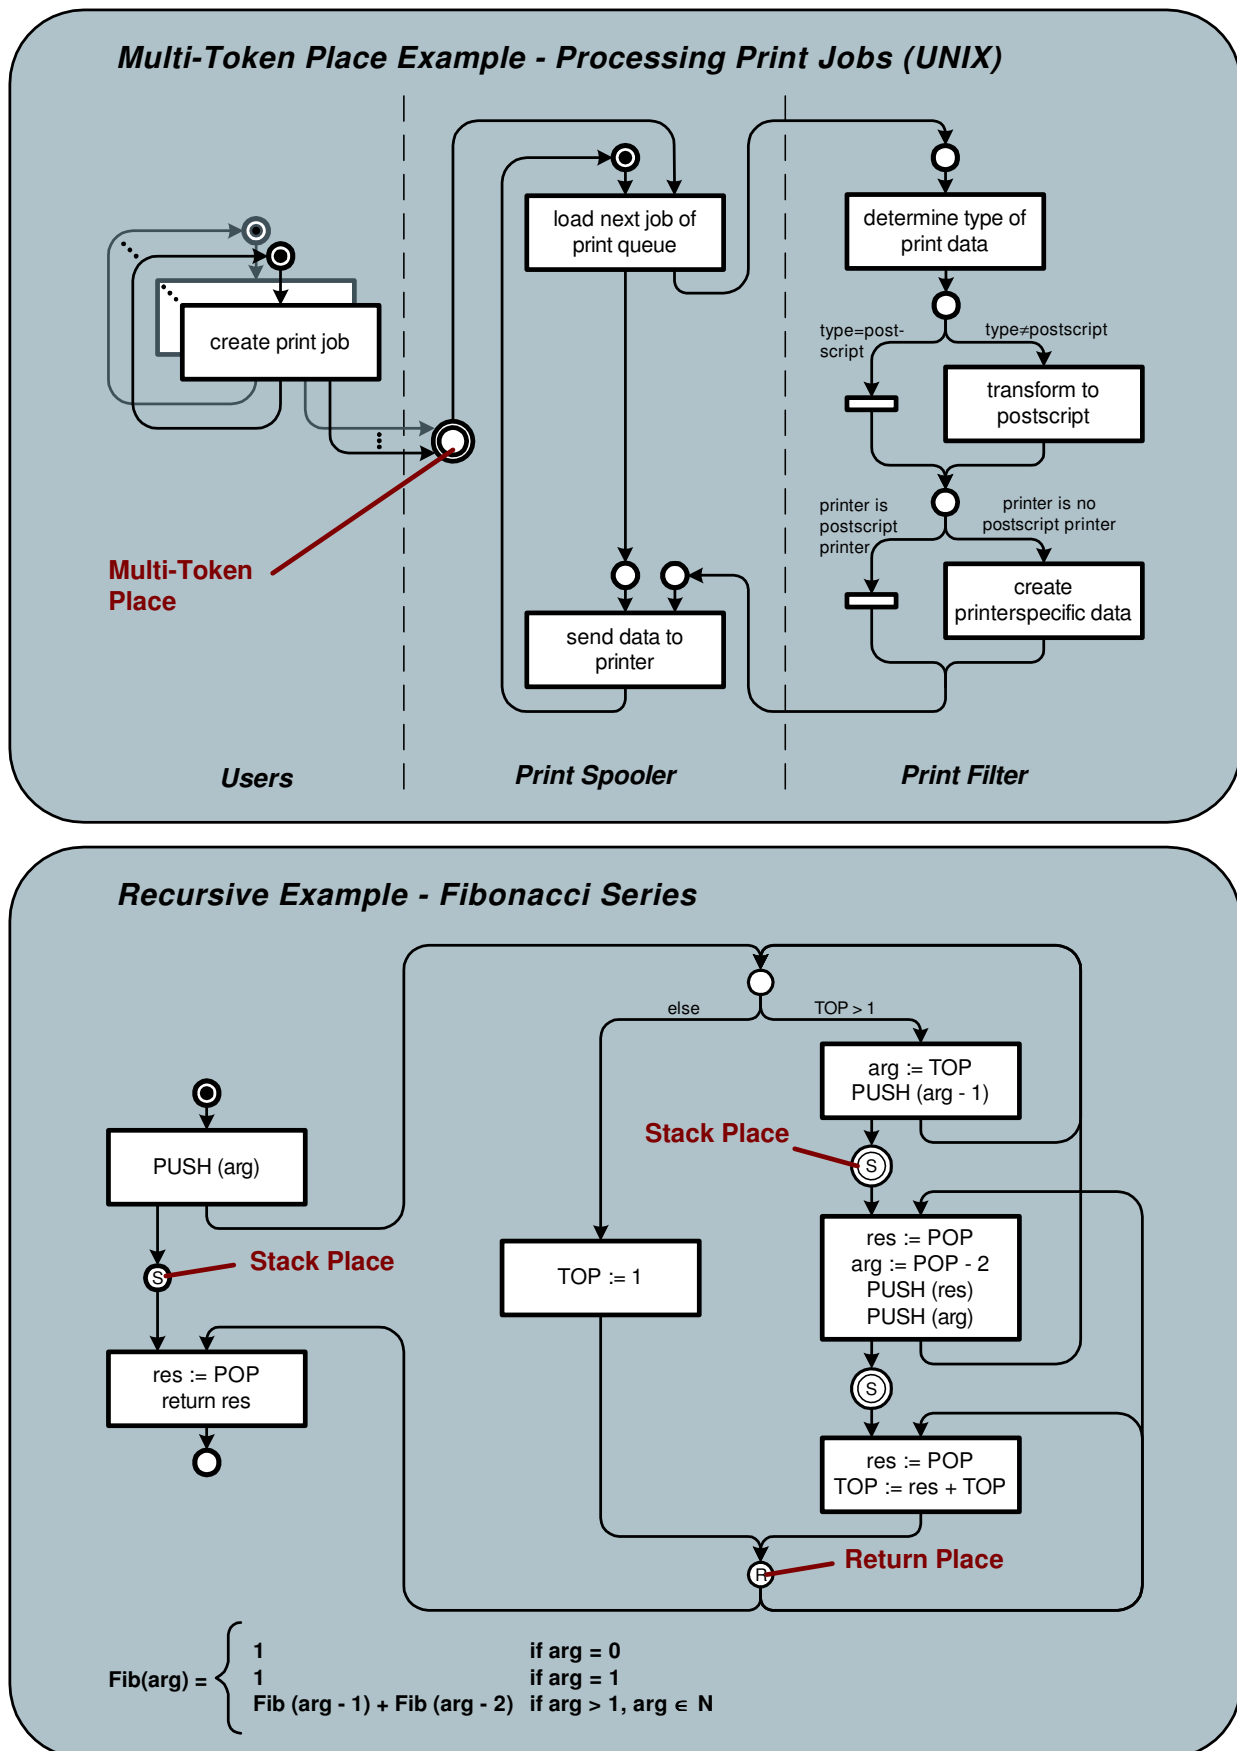 Multi-Token Place Example - Processing Print Jobs (UNIX)
load next job of
print queue
determine type of
print data
create print job
type=post-
script
type≠postscript
transform to
postscript
printer is
postscript
printer
printer is no
postscript printer
Multi-Token
Place
create
printerspecific data
send data to
printer
Users
Print Spooler
Print Filter
Recursive Example - Fibonacci Series
else
TOP > 1
arg := TOP
PUSH (arg - 1)
PUSH (arg)
Stack Place
S
res := POP
arg := POP - 2
PUSH (res)
PUSH (arg)
Stack Place
S
TOP := 1
res := POP
return res
S
res := POP
TOP := res + TOP
Return Place
R
Fib(arg) =
1 if arg = 0
1 if arg = 1
Fib (arg - 1) + Fib (arg - 2) if arg > 1, arg ∈ N